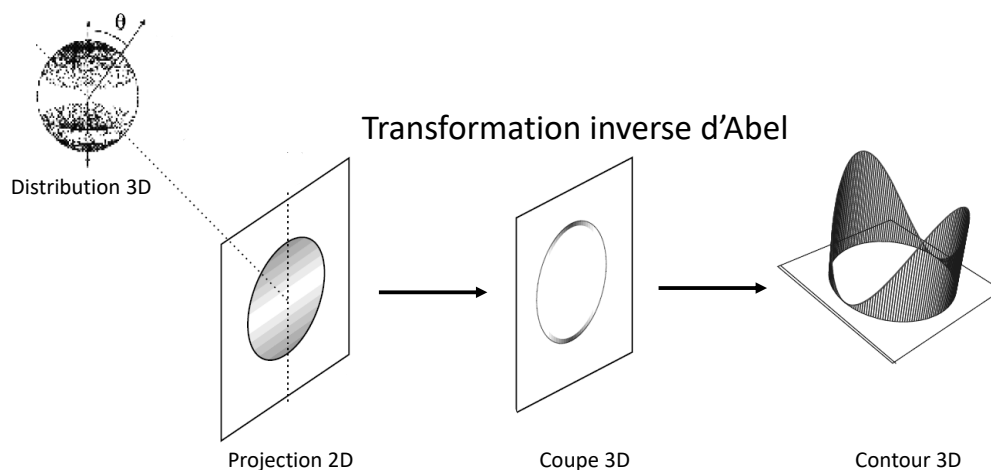 θ
Distribution 3D
Transformation inverse d’Abel
Projection 2D
Coupe 3D
Contour 3D